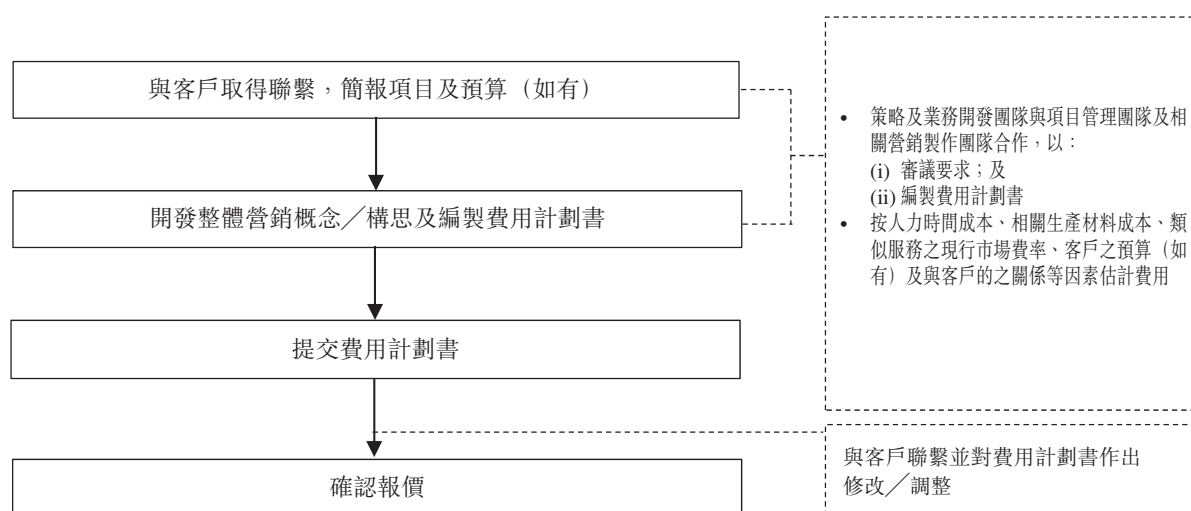 與客戶取得聯繫，簡報項目及預算（如有）
開發整體營銷概念／構思及編製費用計劃書
提交費用計劃書
確認報價
• 策略及業務開發團隊與項目管理團隊及相
關營銷製作團隊合作，以：
(i) 審議要求；及
(ii) 編製費用計劃書
• 按人力時間成本、相關生產材料成本、類
似服務之現行市場費率、客戶之預算（如
有）及與客戶的之關係等因素估計費用
與客戶聯繫並對費用計劃書作出
修改／調整